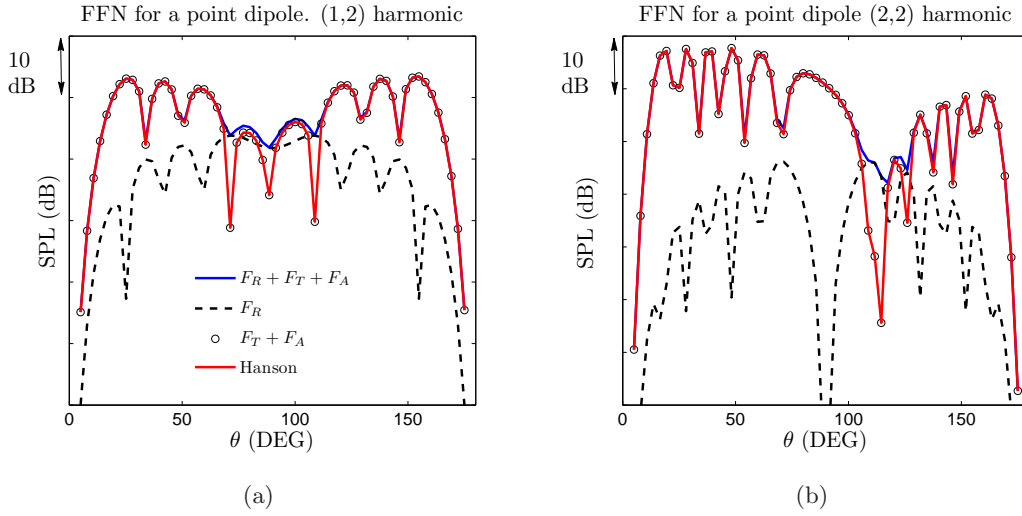 FFN for a point dipole. (1,2) harmonic
10
dB
SPL (dB)
F_R + F_T + F_A
F_R
F_T + F_A
Hanson
0 50 100 150
θ (DEG)
(a)
FFN for a point dipole (2,2) harmonic
10
dB
SPL (dB)
0 50 100 150
θ (DEG)
(b)